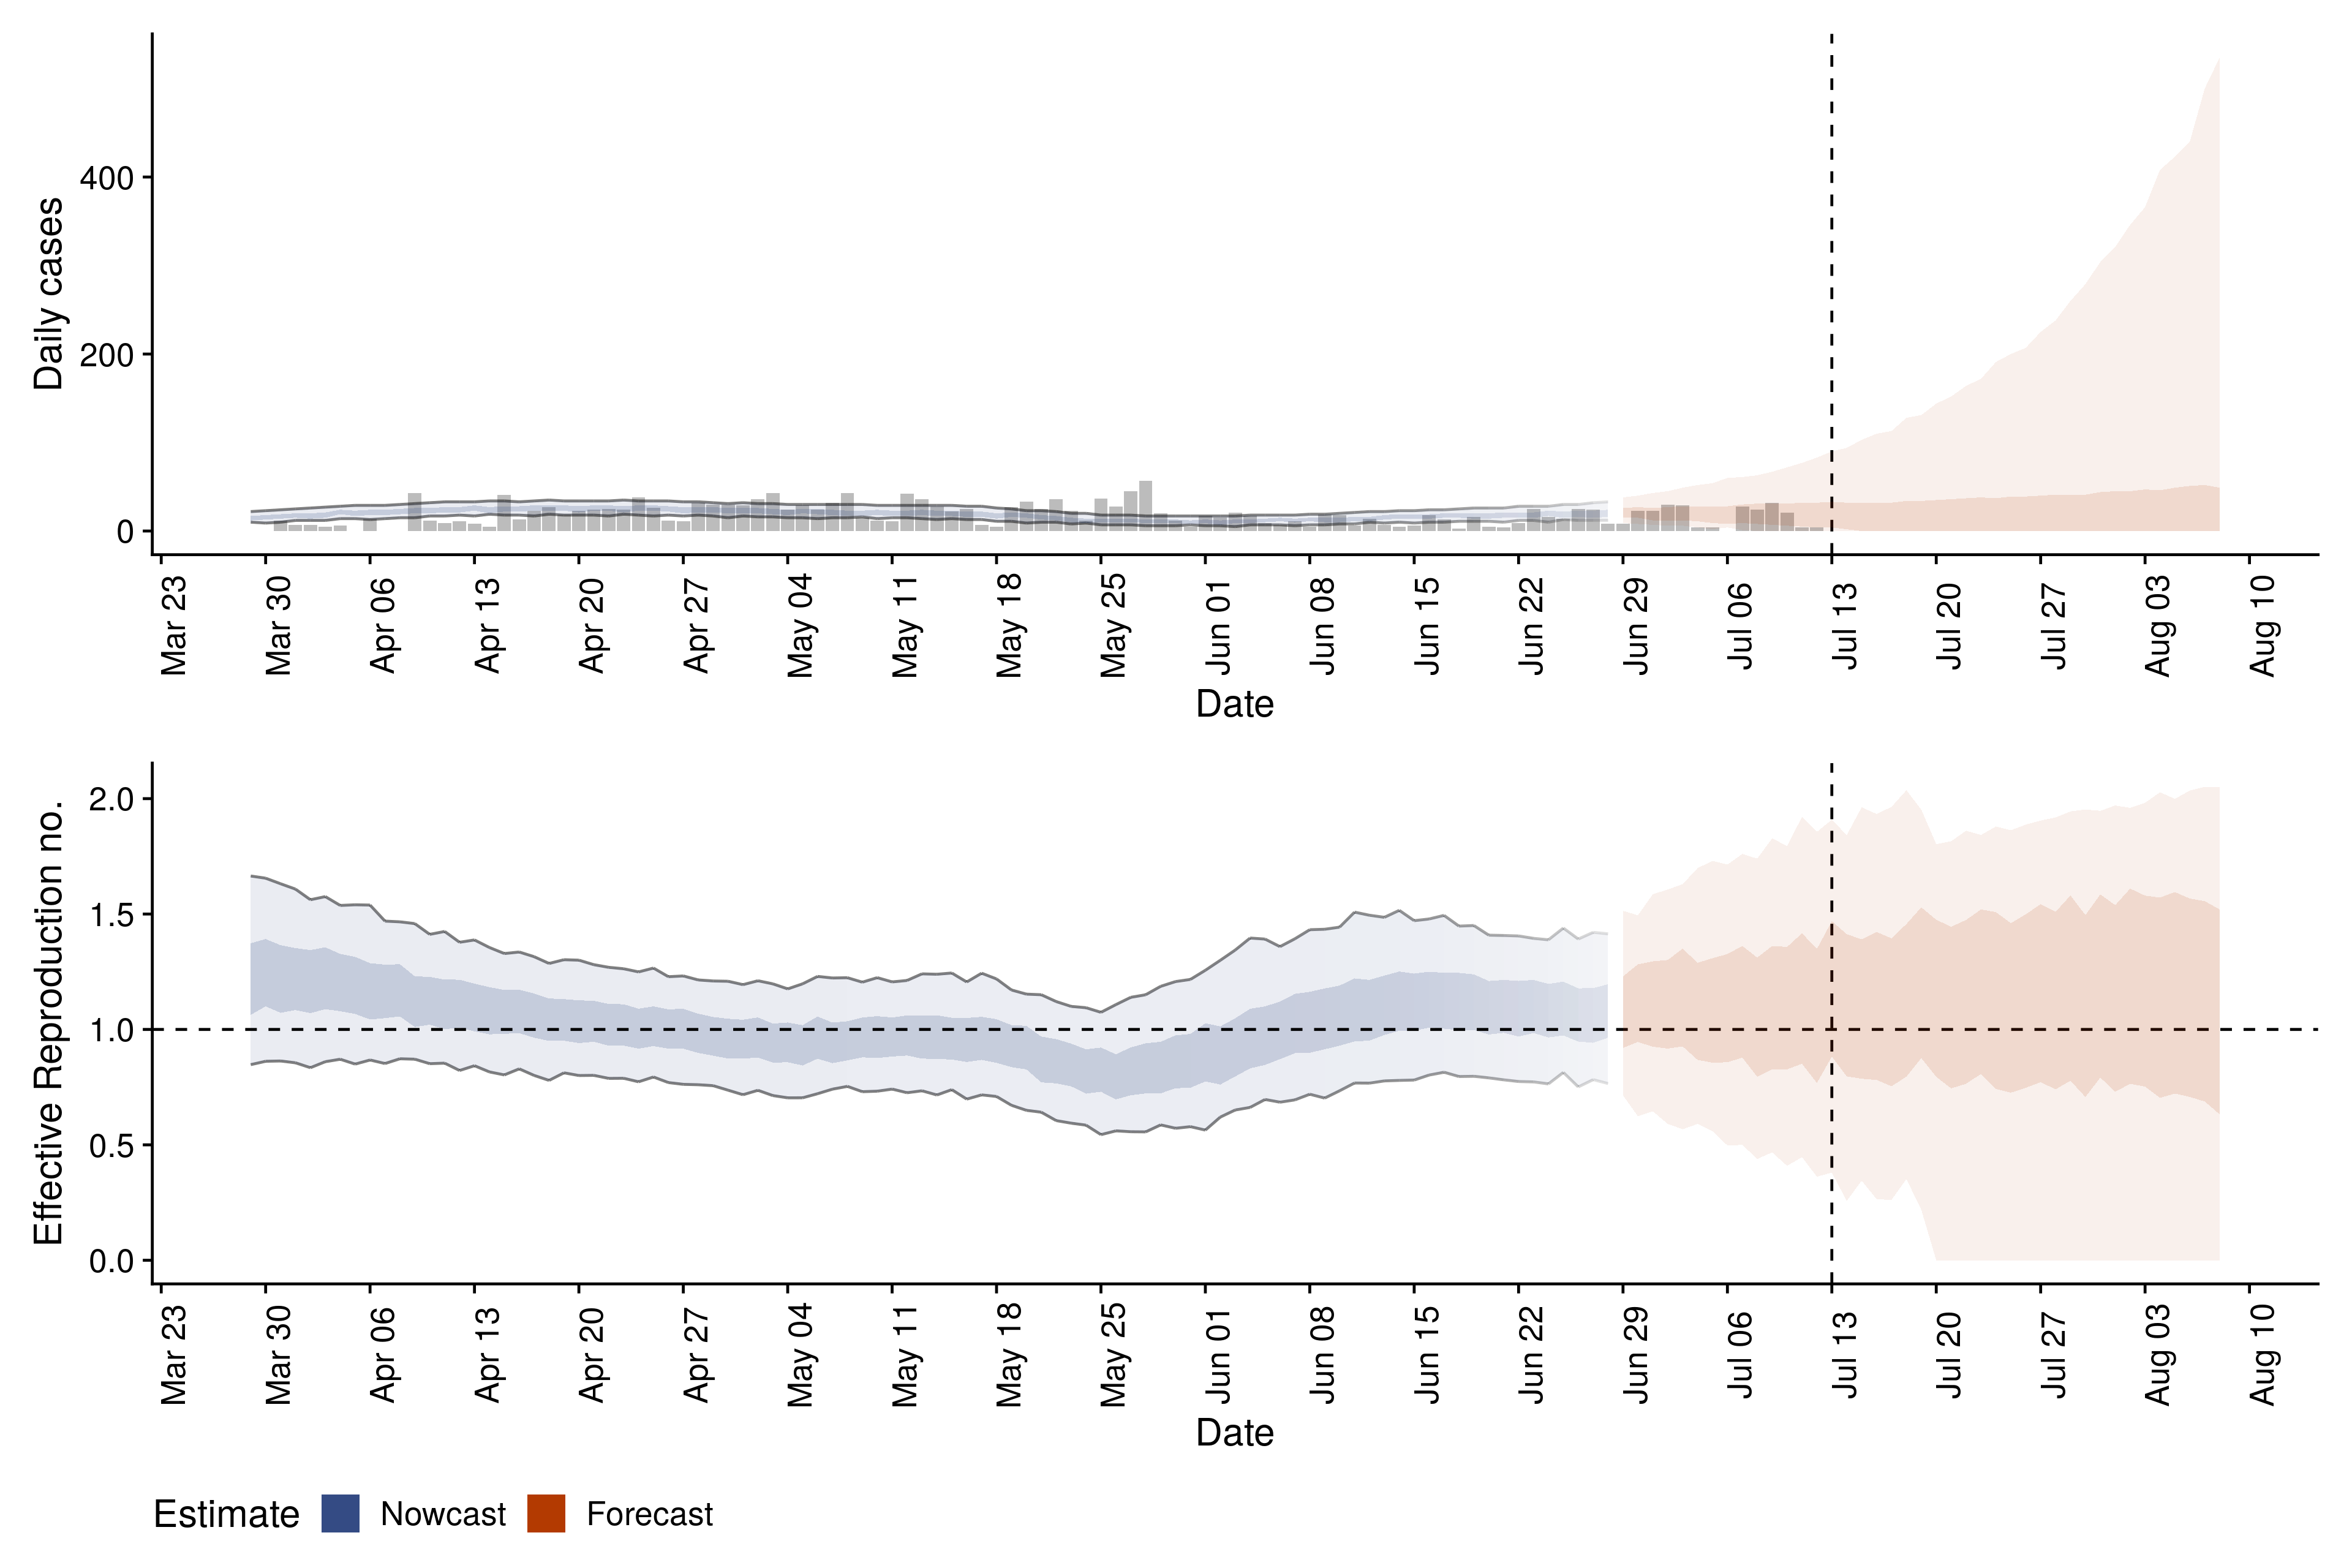 Daily cases
400
200
0
Mar 23 Mar 30 Apr 06 Apr 13 Apr 20 Apr 27 May 04 May 11 May 18 May 25 Jun 01 Jun 08 Jun 15 Jun 22 Jun 29 Jul 06 Jul 13 Jul 20 Jul 27 Aug 03 Aug 10
Date
Effective Reproduction no.
2.0
1.5
1.0
0.5
0.0
Mar 23 Mar 30 Apr 06 Apr 13 Apr 20 Apr 27 May 04 May 11 May 18 May 25 Jun 01 Jun 08 Jun 15 Jun 22 Jun 29 Jul 06 Jul 13 Jul 20 Jul 27 Aug 03 Aug 10
Date
Estimate Nowcast Forecast